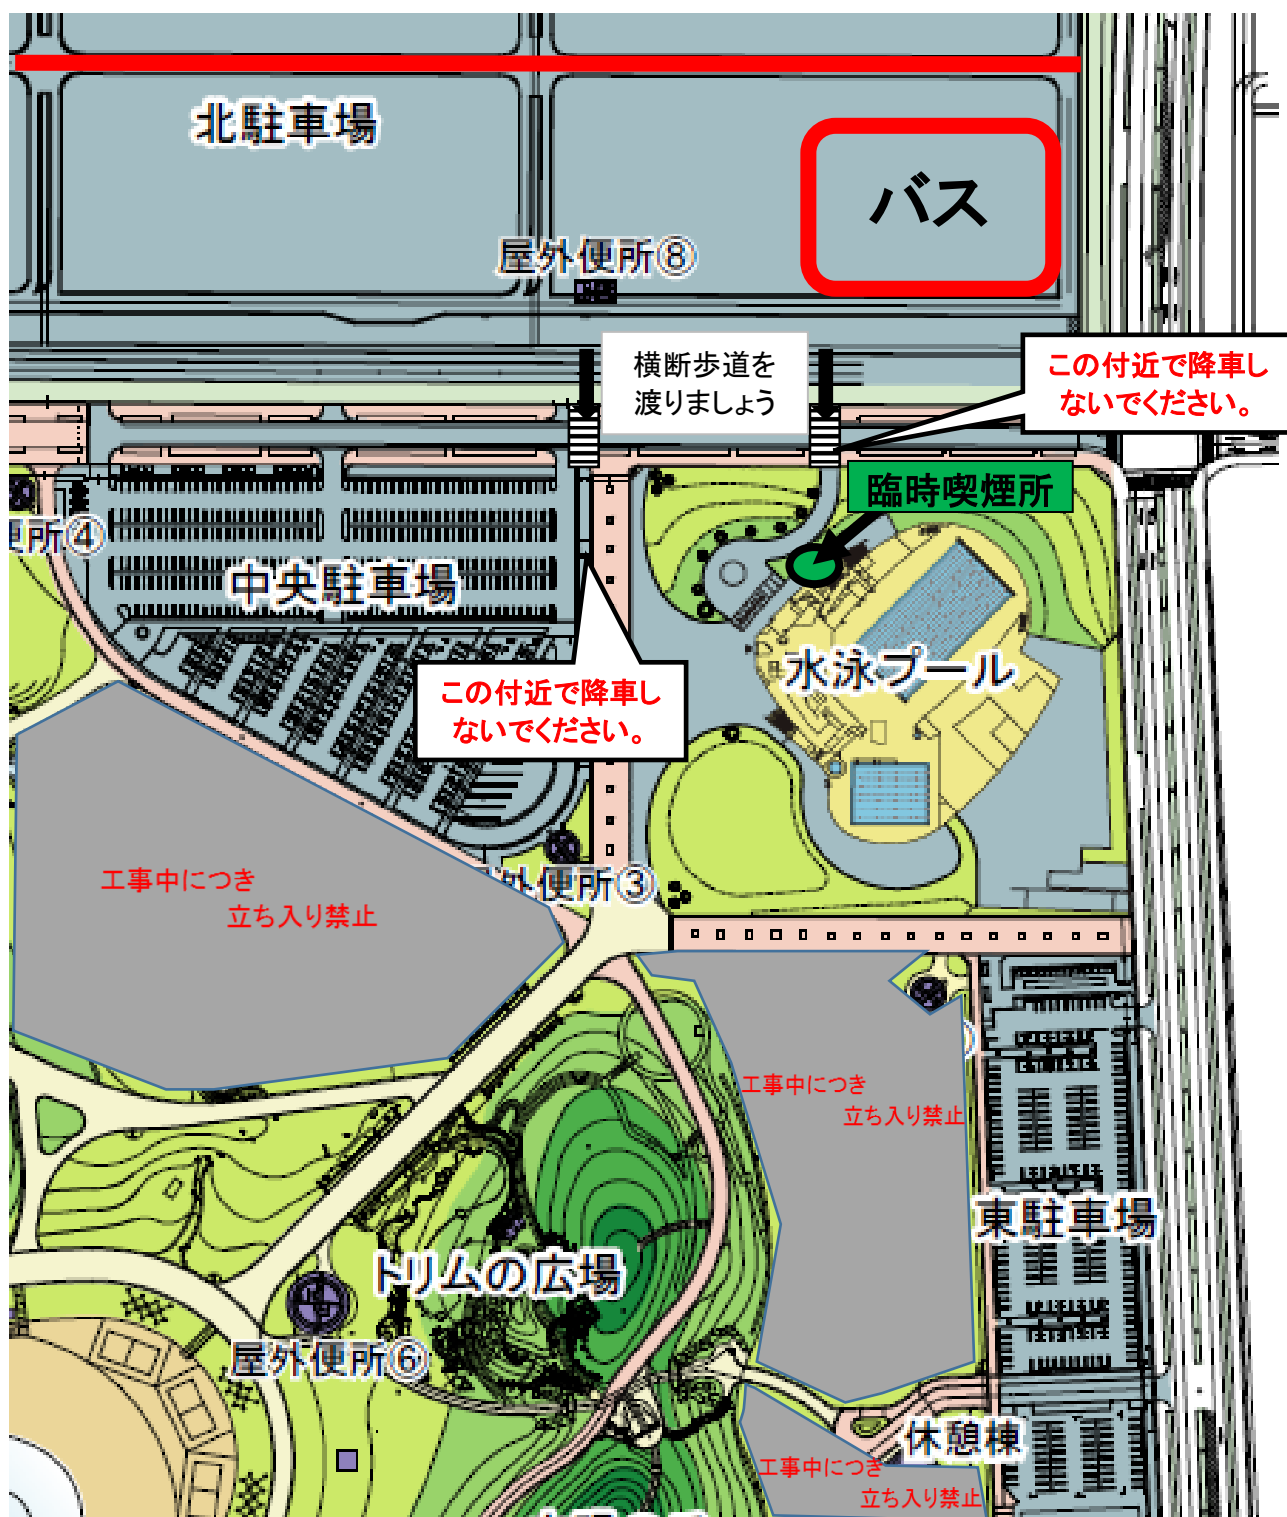 北駐車場
バス
屋外便所⑧
横断歩道を
渡りましょう
この付近で降車し
ないでください。
臨時喫煙所
便所④
中央駐車場
水泳プール
この付近で降車し
ないでください。
工事中につき
立ち入り禁止
外便所③
工事中につき
立ち入り禁止
東駐車場
トリムの広場
屋外便所⑥
休憩棟
工事中につき
立ち入り禁止